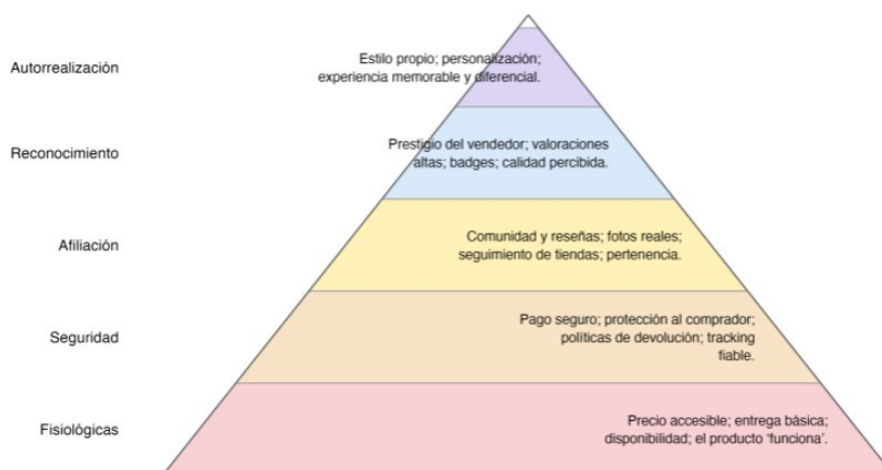 Autorrealización
Estilo propio; personalización;
experiencia memorable y diferencial.
Reconocimiento
Prestigio del vendedor; valoraciones
altas; badges; calidad percibida.
Afiliación
Comunidad y reseñas; fotos reales;
seguimiento de tiendas; pertenencia.
Seguridad
Pago seguro; protección al comprador;
políticas de devolución; tracking
fiable.
Fisiológicas
Precio accesible; entrega básica;
disponibilidad; el producto ‘funciona’.